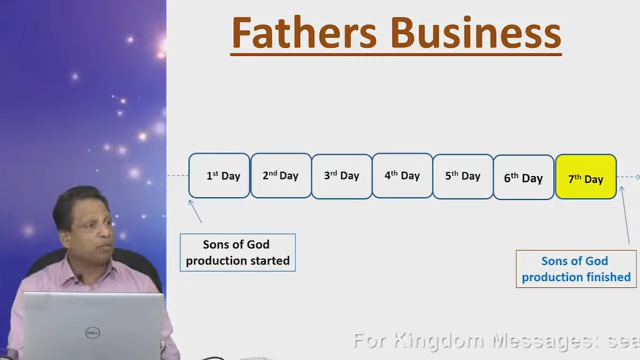 Fathers Business
1st Day 2nd Day 3rd Day 4th Day 5th Day 6th Day 7th Day
Sons of God
production started
Sons of God
production finished
DELL
For Kingdom Messages: